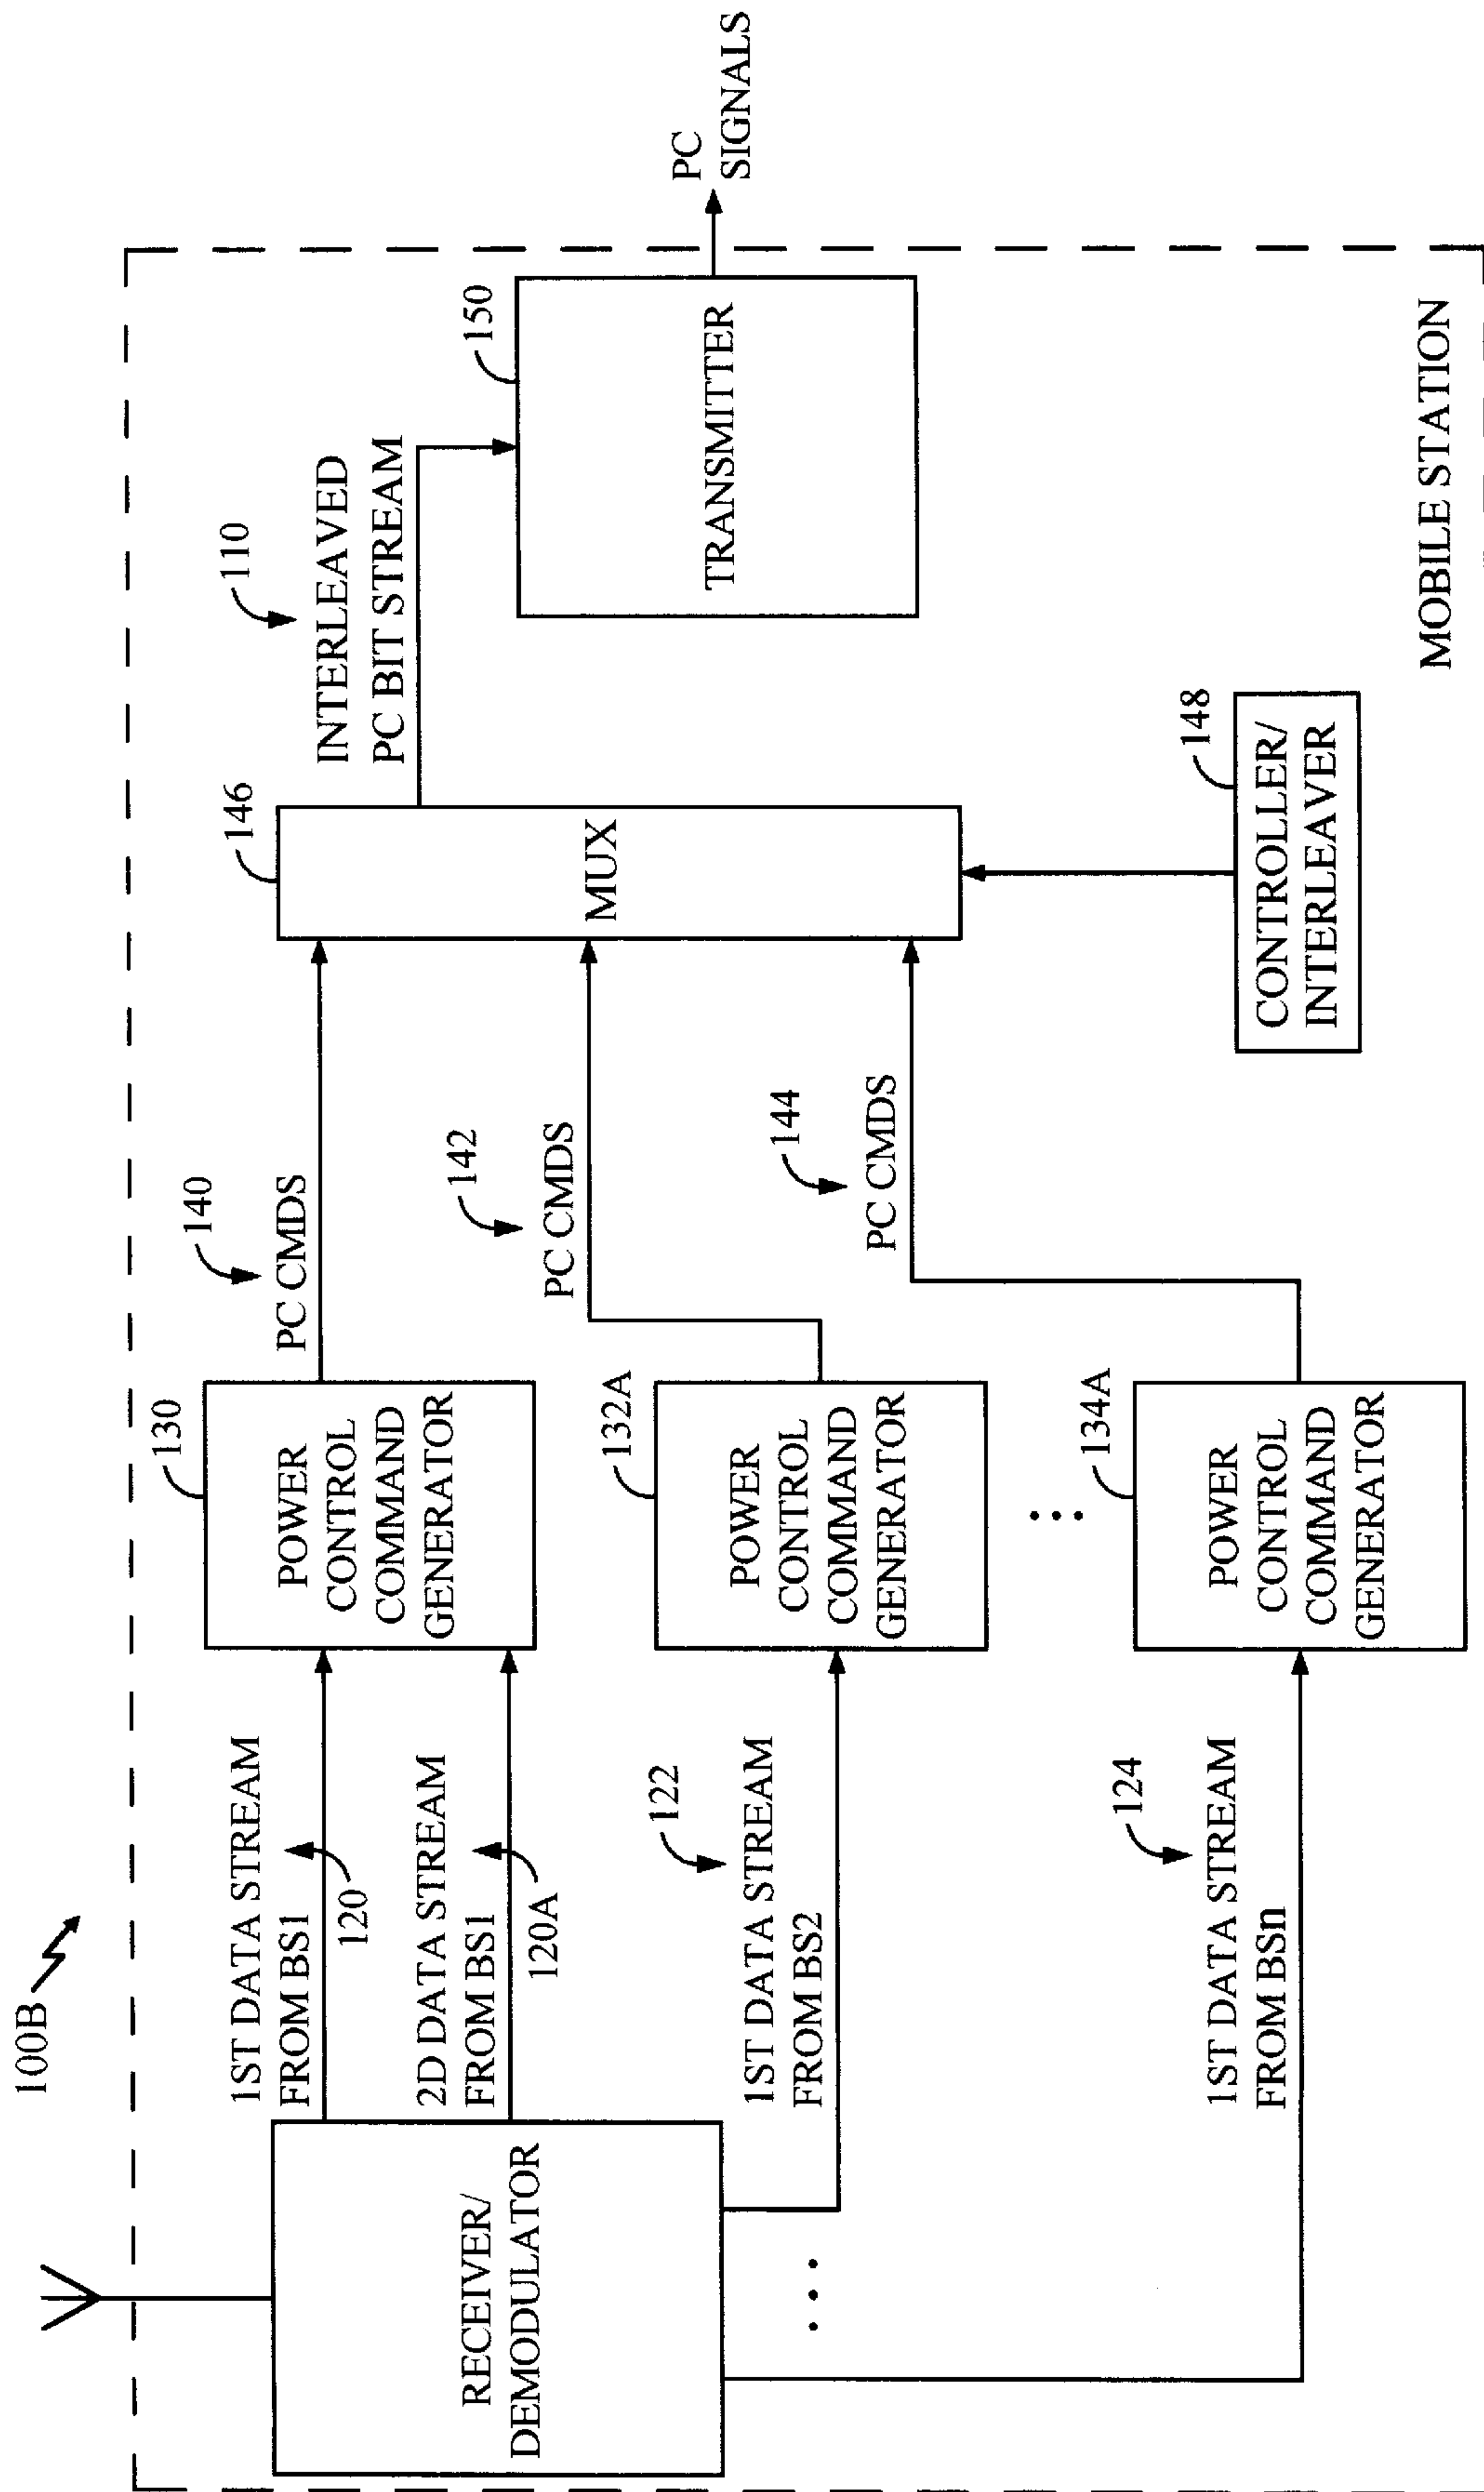 100B
RECEIVER/
DEMODULATOR
1ST DATA STREAM
FROM BS1
120
2D DATA STREAM
FROM BS1
120A
122
1ST DATA STREAM
FROM BS2
124
1ST DATA STREAM
FROM BSn
130
POWER
CONTROL
COMMAND
GENERATOR
132A
POWER
CONTROL
COMMAND
GENERATOR
134A
POWER
CONTROL
COMMAND
GENERATOR
140
PC CMDS
142
PC CMDS
144
PC CMDS
146
MUX
148
CONTROLLER/
INTERLEAVER
110
INTERLEAVED
PC BIT STREAM
150
TRANSMITTER
PC
SIGNALS
MOBILE STATION